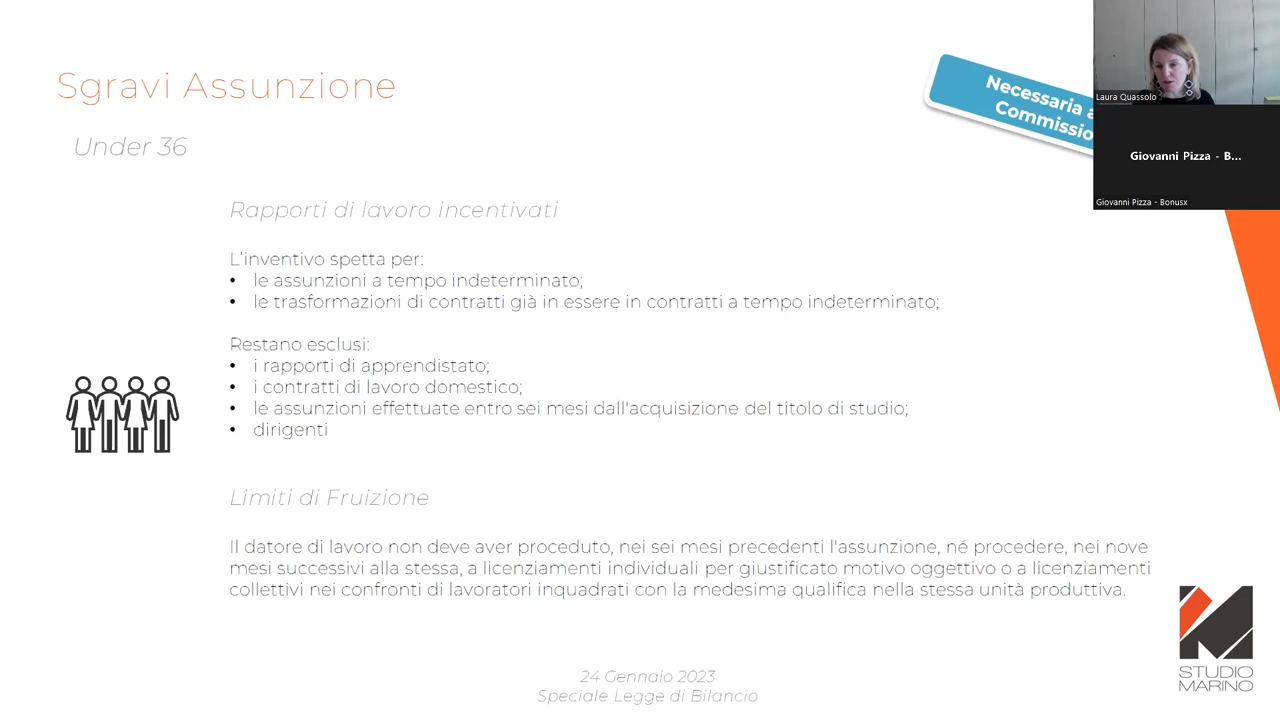 Sgravi Assunzione
Necessaria
Commissio
Laura Quassolo
Under 36
Giovanni Pizza - B...
Giovanni Pizza - Bonusx
Rapporti di lavoro incentivati
L'inventivo spetta per:
• le assunzioni a tempo indeterminato;
• le trasformazioni di contratti già in essere in contratti a tempo indeterminato;
Restano esclusi:
• i rapporti di apprendistato;
• i contratti di lavoro domestico;
• le assunzioni effettuate entro sei mesi dall'acquisizione del titolo di studio;
• dirigenti
Limiti di Fruizione
Il datore di lavoro non deve aver proceduto, nei sei mesi precedenti l'assunzione, né procedere, nei nove
mesi successivi alla stessa, a licenziamenti individuali per giustificato motivo oggettivo o a licenziamenti
collettivi nei confronti di lavoratori inquadrati con la medesima qualifica nella stessa unità produttiva.
24 Gennaio 2023
Speciale Legge di Bilancio
STUDIO
MARINO